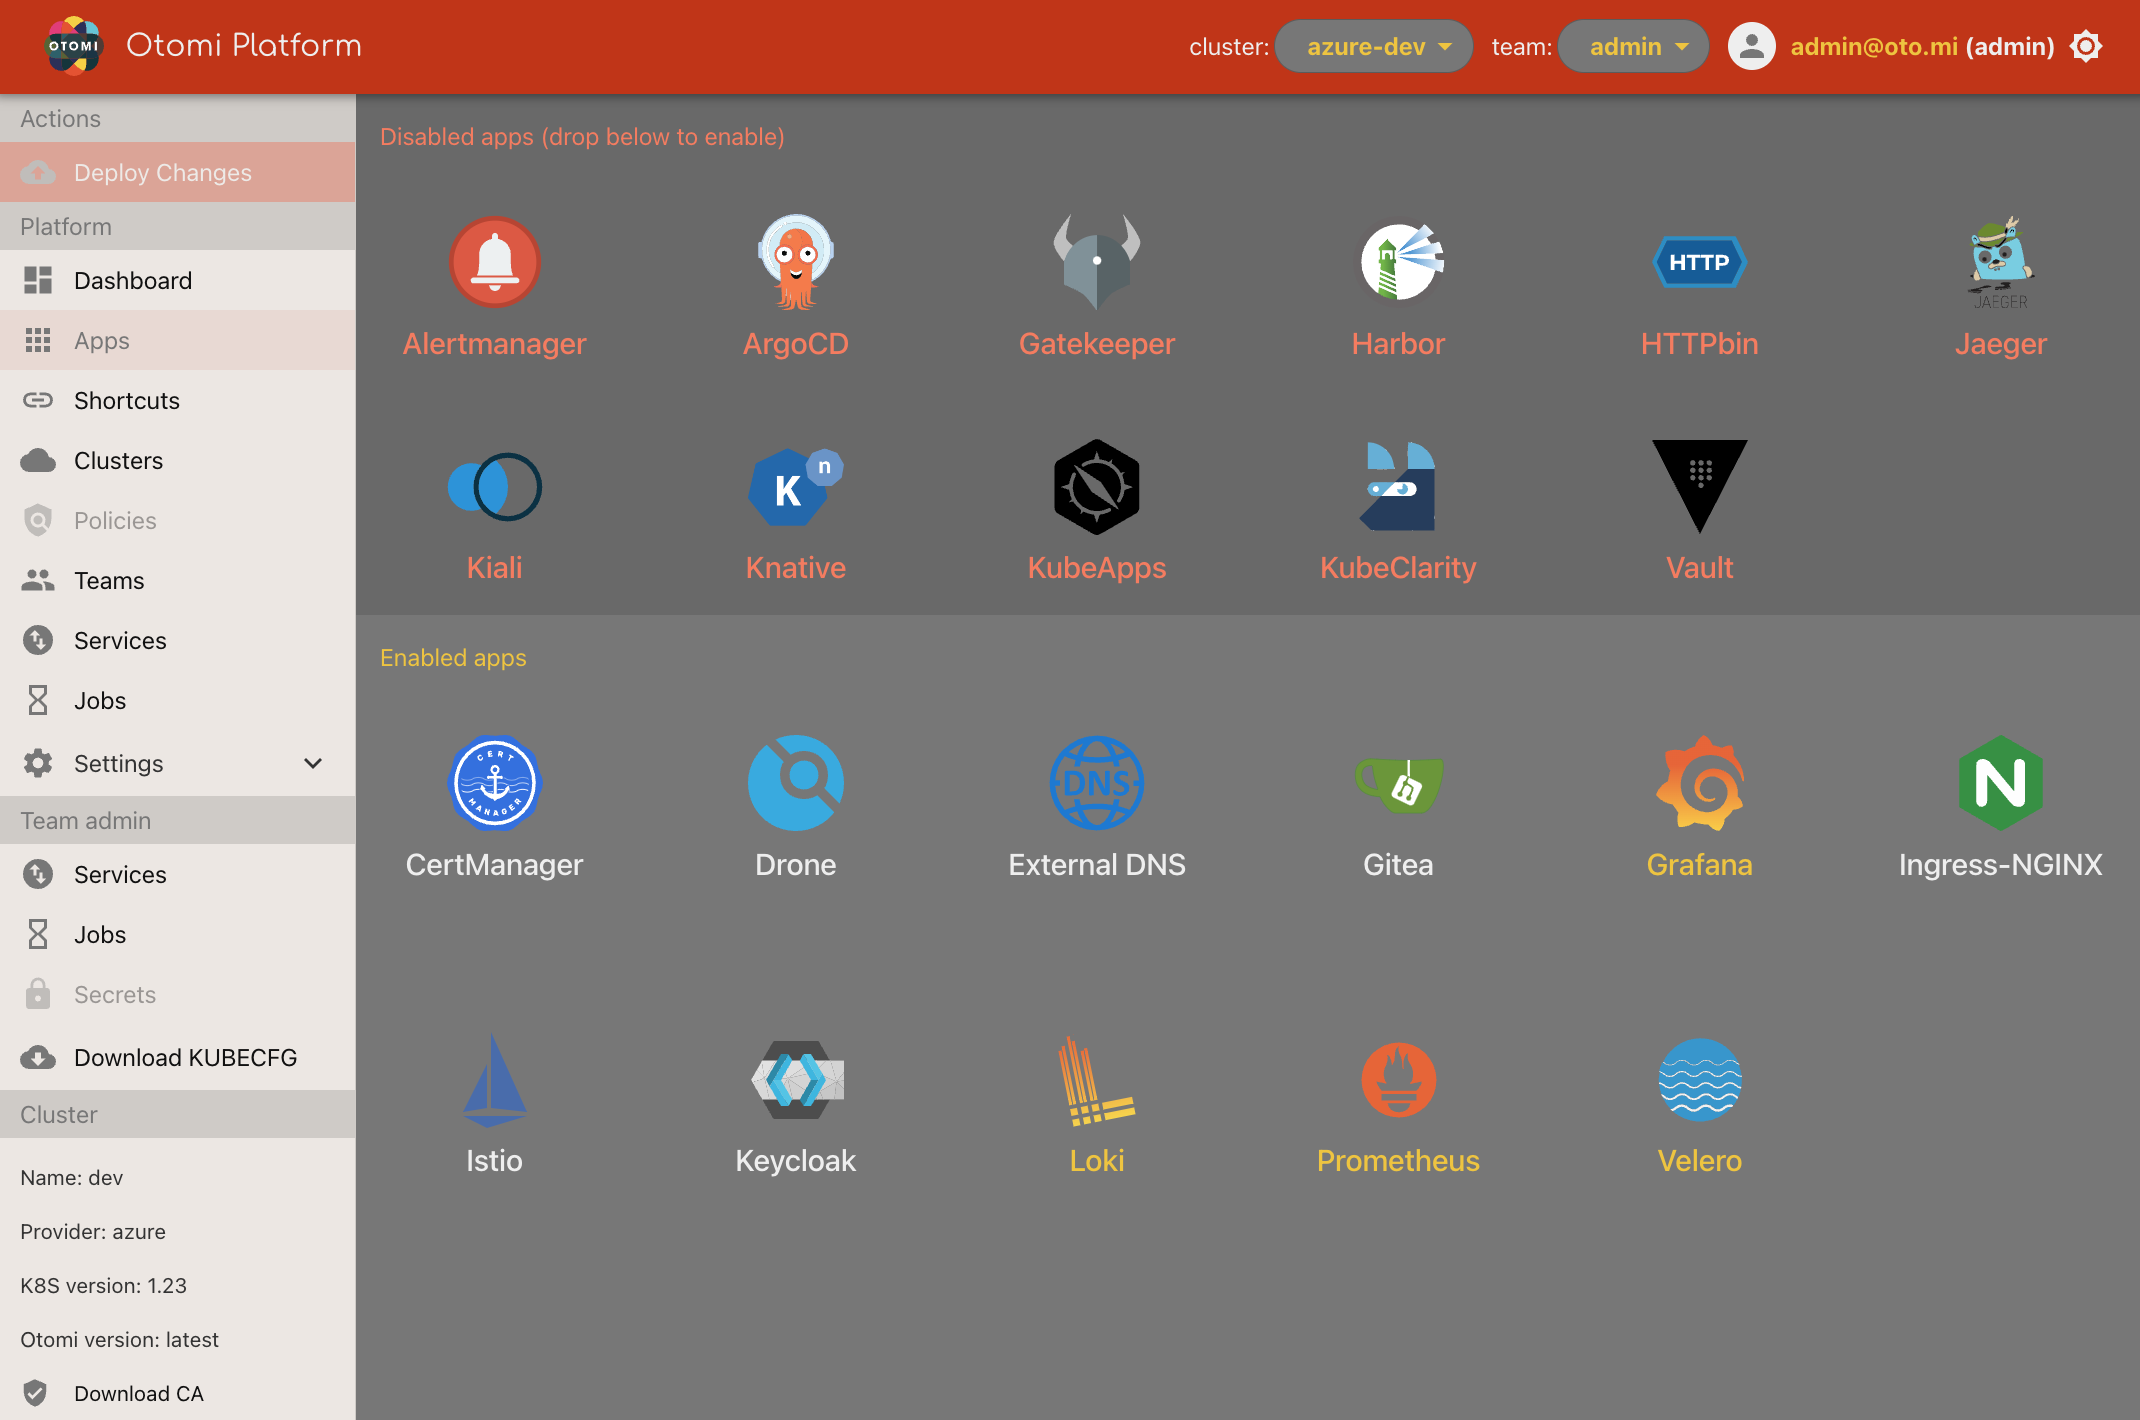 OTOMI
Otomi Platform
cluster:
azure-dev
team:
admin
admin@oto.mi (admin)
Actions
Deploy Changes
Platform
Dashboard
Apps
Shortcuts
Clusters
Policies
Teams
Services
Jobs
Settings
Team admin
Services
Jobs
Secrets
Download KUBECFG
Cluster
Name: dev
Provider: azure
K8S version: 1.23
Otomi version: latest
Download CA
Disabled apps (drop below to enable)
HTTP
JAEGER
Alertmanager
ArgoCD
Gatekeeper
Harbor
HTTPbin
Jaeger
K
n
Kiali
Knative
KubeApps
KubeClarity
Vault
Enabled apps
CERT
MANAGER
DNS
N
CertManager
Drone
External DNS
Gitea
Grafana
Ingress-NGINX
Istio
Keycloak
Loki
Prometheus
Velero